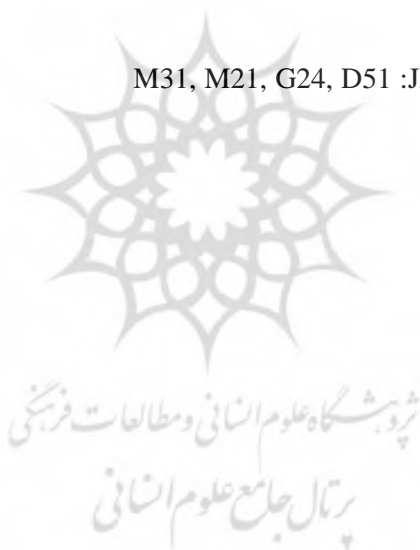 M31, M21, G24, D51 :J
پژوهشگاه علوم انسانی و مطالعات فرهنگی
پرتال جامع علوم انسانی